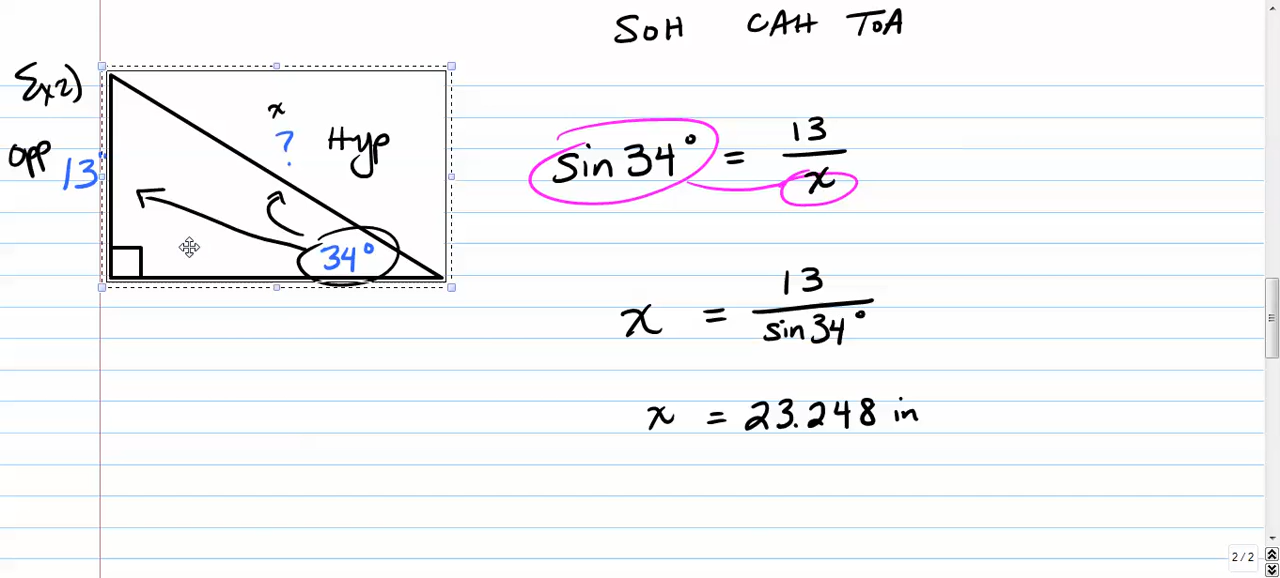 SOH CAH TOA
Ex2)
opp 13"
x
?
Hyp
34°
sin 34° = 13/x
x = 13/sin 34°
x = 23.248 in
2 / 2